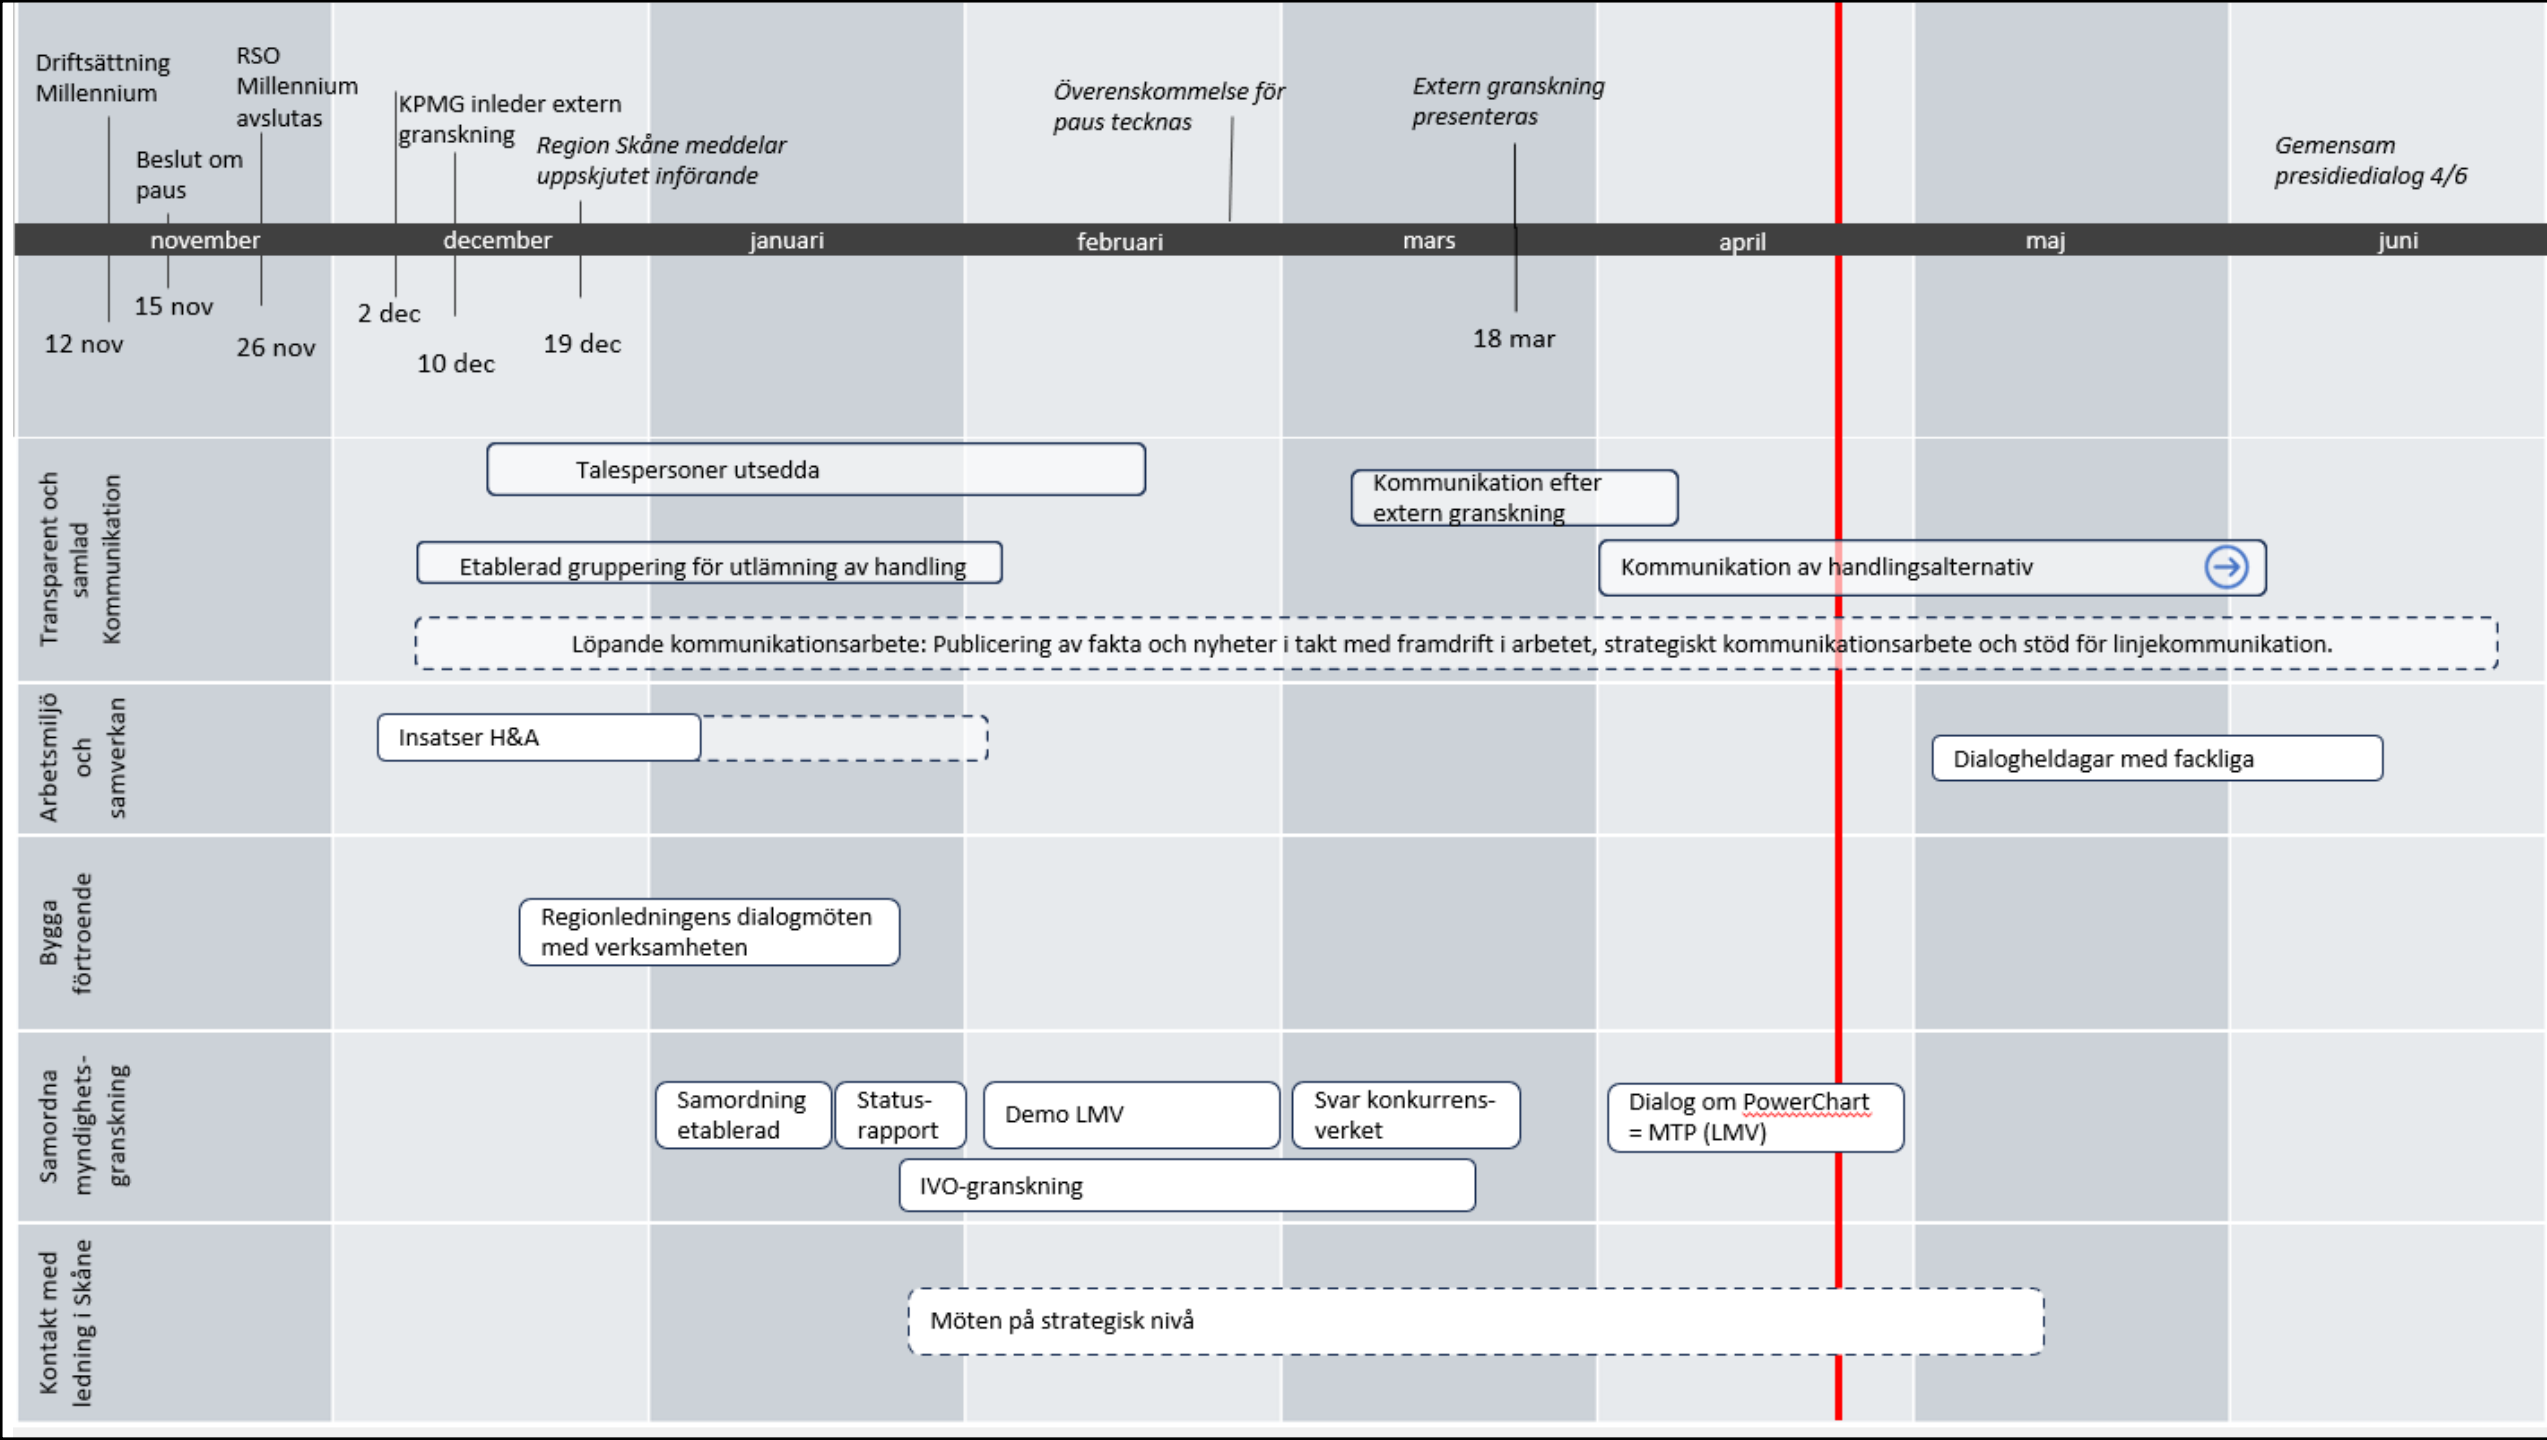 Driftsättning
Millennium
RSO
Millennium
avslutas
Beslut om
paus
KPMG inleder extern
granskning
Region Skåne meddelar
uppskjutet införande
Överenskommelse för
paus tecknas
Extern granskning
presenteras
Gemensam
presidiedialog 4/6
november
december
januari
februari
mars
april
maj
juni
12 nov
15 nov
26 nov
2 dec
10 dec
19 dec
18 mar
Transparent och
samlad
Kommunikation
Talespersoner utsedda
Kommunikation efter
extern granskning
Etablerad gruppering för utlämning av handling
Kommunikation av handlingsalternativ
Löpande kommunikationsarbete: Publicering av fakta och nyheter i takt med framdrift i arbetet, strategiskt kommunikationsarbete och stöd för linjekommunikation.
Arbetsmiljö
och
samverkan
Insatser H&A
Dialogheldagar med fackliga
Bygga
förtroende
Regionledningens dialogmöten
med verksamheten
Samordna
myndighets-
granskning
Samordning
etablerad
Status-
rapport
Demo LMV
Svar konkurrens-
verket
Dialog om PowerChart
= MTP (LMV)
IVO-granskning
Kontakt med
ledning i Skåne
Möten på strategisk nivå